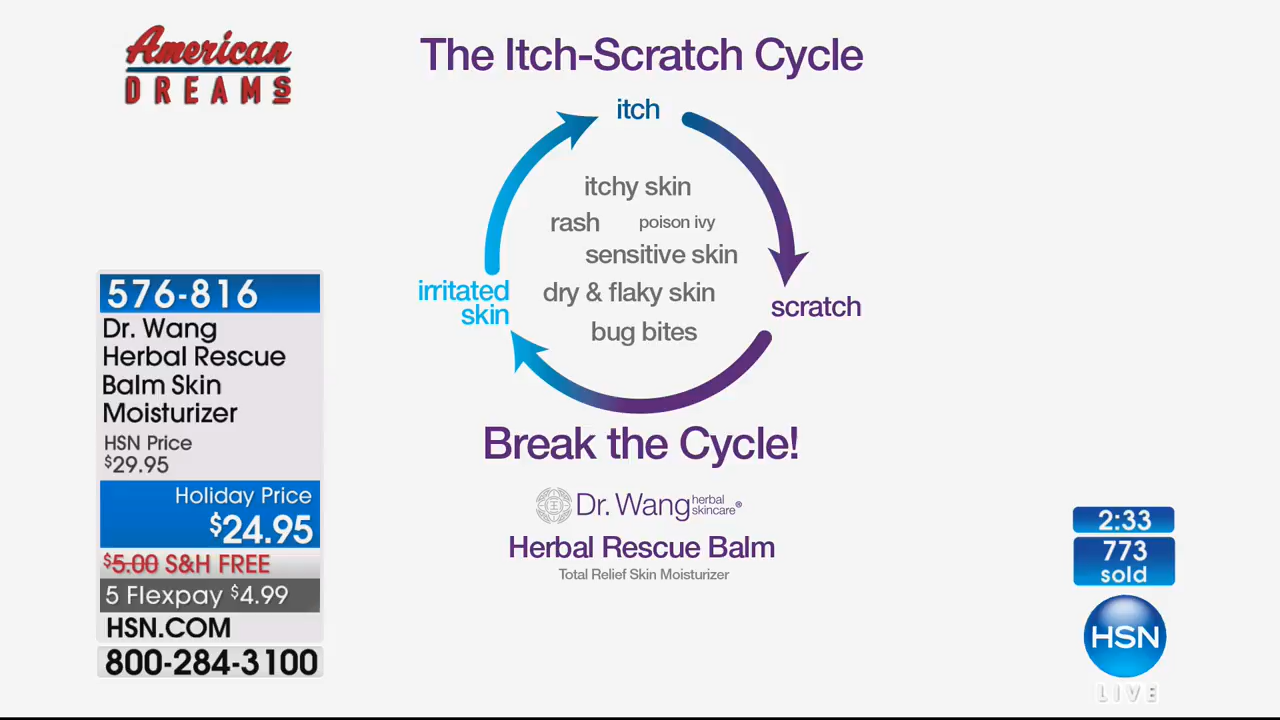 American
DREAMS
The Itch-Scratch Cycle
itch
itchy skin
rash
poison ivy
sensitive skin
dry & flaky skin
bug bites
irritated
skin
scratch
Break the Cycle!
Dr. Wang herbal skincare®
Herbal Rescue Balm
Total Relief Skin Moisturizer
576-816
Dr. Wang
Herbal Rescue
Balm Skin
Moisturizer
HSN Price
$29.95
Holiday Price
$24.95
$5.00 S&H FREE
5 Flexpay $4.99
HSN.COM
800-284-3100
2:33
773
sold
HSN
LIVE